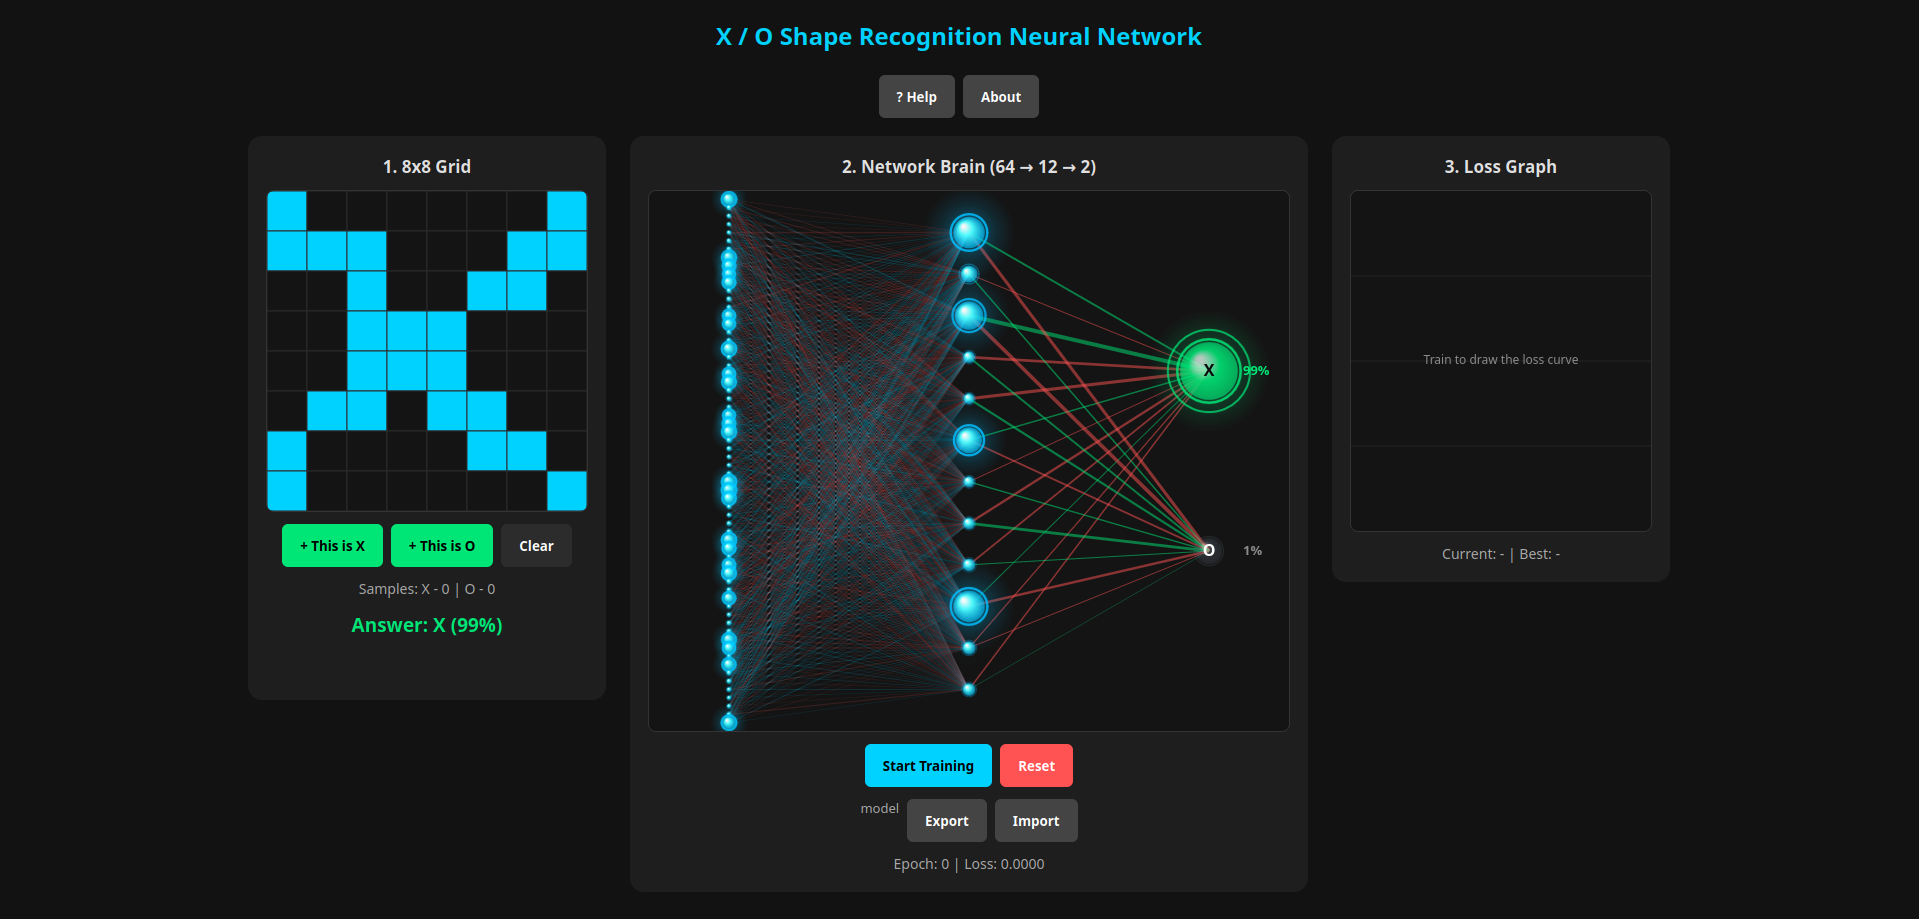 X / O Shape Recognition Neural Network
? Help
About
1. 8x8 Grid
+ This is X
+ This is O
Clear
Samples: X - 0 | O - 0
Answer: X (99%)
2. Network Brain (64 → 12 → 2)
X
99%
O
1%
Start Training
Reset
model
Export
Import
Epoch: 0 | Loss: 0.0000
3. Loss Graph
Train to draw the loss curve
Current: - | Best: -